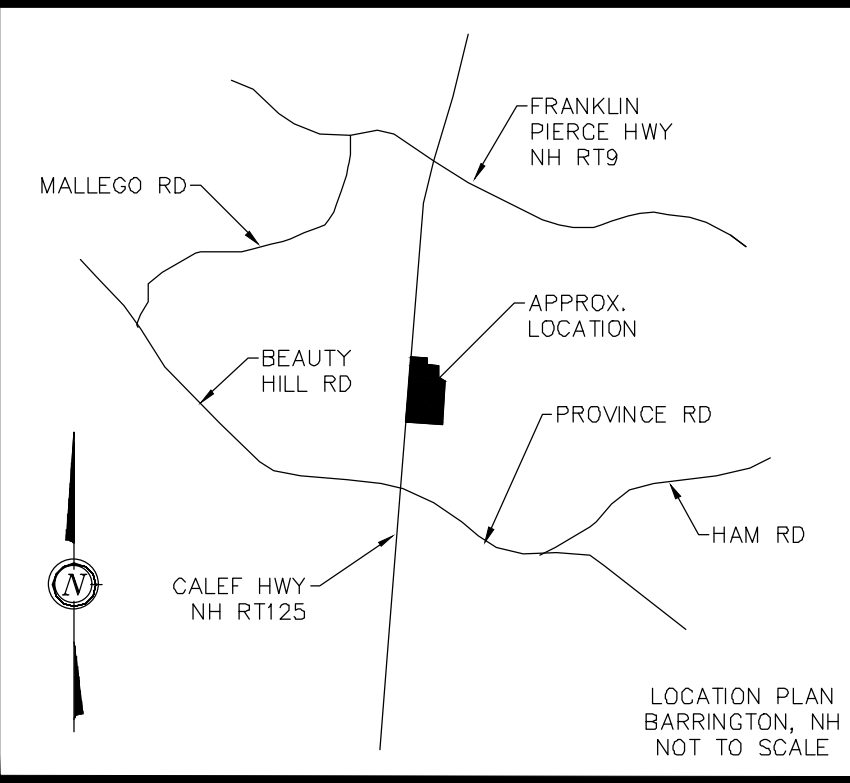 FRANKLIN
PIERCE HWY
NH RT9
MALLEGO RD
APPROX.
LOCATION
BEAUTY
HILL RD
PROVINCE RD
HAM RD
N
CALEF HWY
NH RT125
LOCATION PLAN
BARRINGTON, NH
NOT TO SCALE